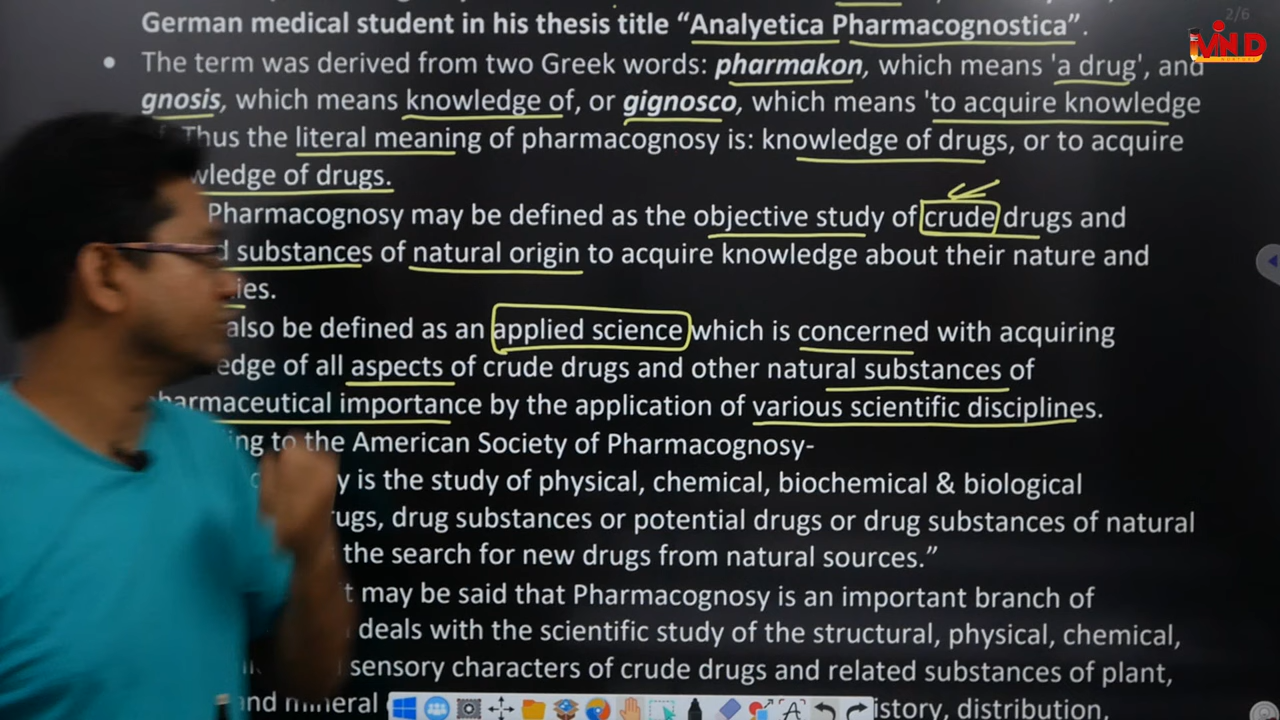 German medical student in his thesis title “Analyetica Pharmacognostica”.
2/6
MIND
• The term was derived from two Greek words: pharmakon, which means 'a drug', and
gnosis, which means knowledge of, or gignosco, which means 'to acquire knowledge
Thus the literal meaning of pharmacognosy is: knowledge of drugs, or to acquire
wledge of drugs.
Pharmacognosy may be defined as the objective study of crude drugs and
d substances of natural origin to acquire knowledge about their nature and
ies.
also be defined as an applied science which is concerned with acquiring
edge of all aspects of crude drugs and other natural substances of
harmaceutical importance by the application of various scientific disciplines.
ng to the American Society of Pharmacognosy-
y is the study of physical, chemical, biochemical & biological
rugs, drug substances or potential drugs or drug substances of natural
the search for new drugs from natural sources.”
t may be said that Pharmacognosy is an important branch of
deals with the scientific study of the structural, physical, chemical,
sensory characters of crude drugs and related substances of plant,
and mineral istory, distribution,